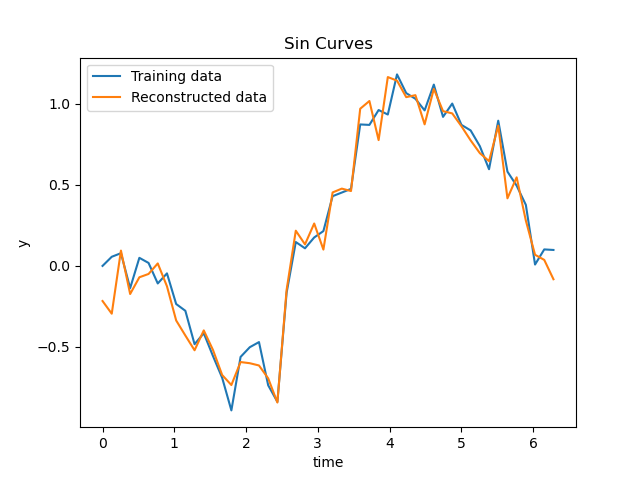 Sin Curves
Training data
Reconstructed data
1.0
0.5
0.0
−0.5
y
0 1 2 3 4 5 6
time